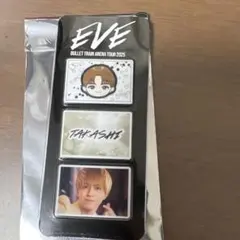 EVE
BULLET TRAIN ARENA TOUR 2025
TAKASHI